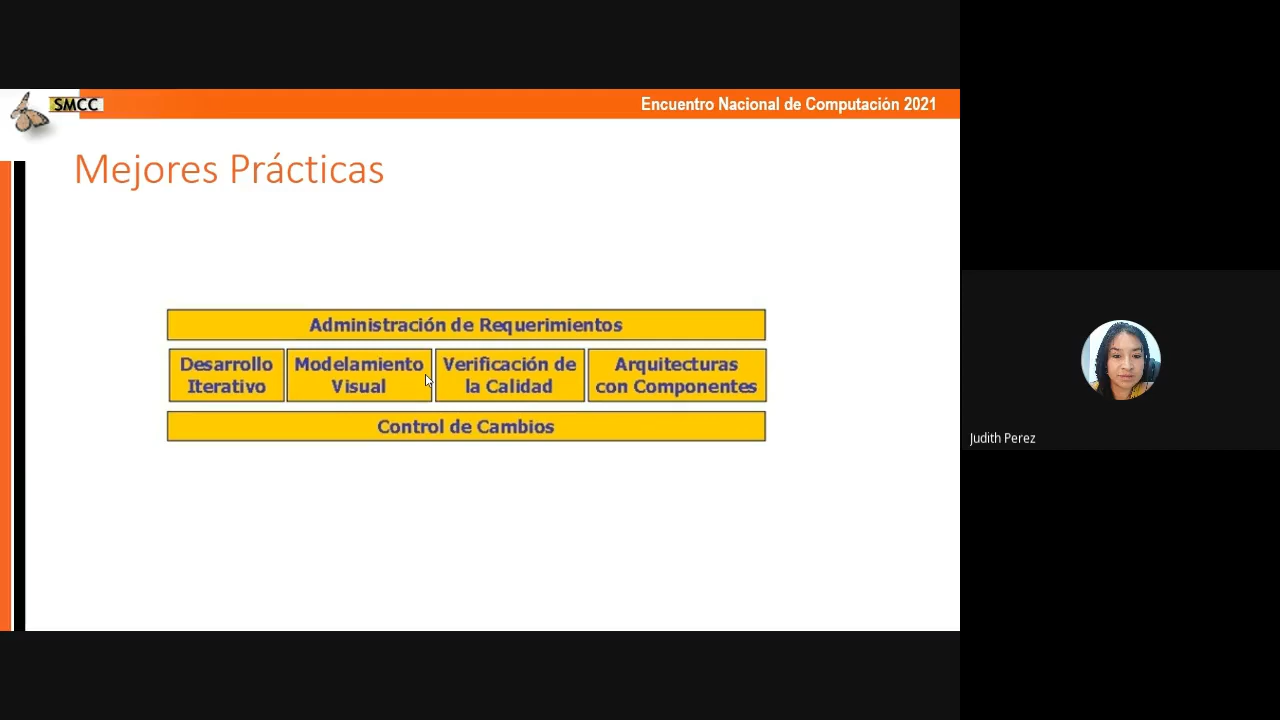 SMCC
Encuentro Nacional de Computación 2021
Mejores Prácticas
Administración de Requerimientos
Desarrollo
Iterativo
Modelamiento
Visual
Verificación de
la Calidad
Arquitecturas
con Componentes
Control de Cambios
Judith Perez